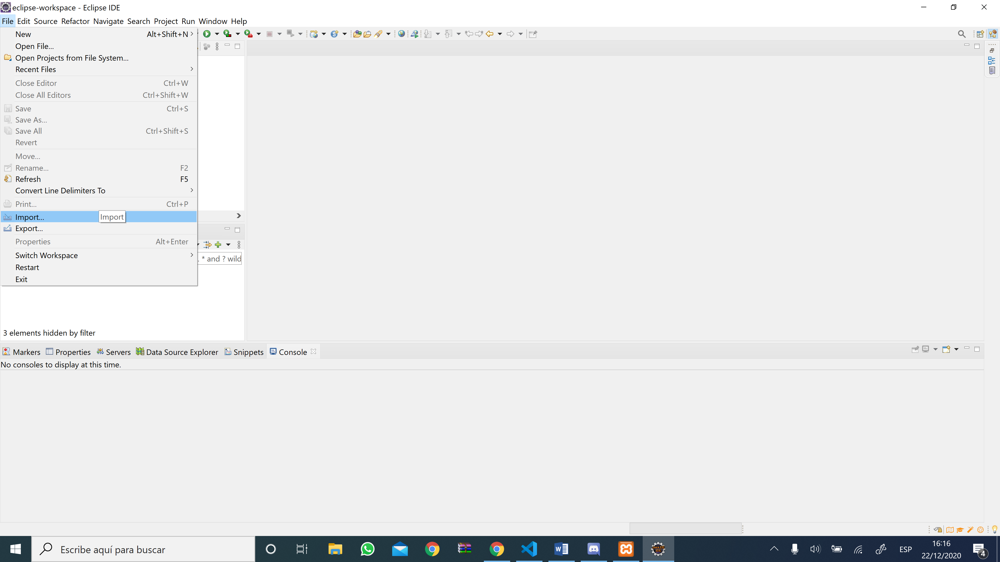 eclipse-workspace - Eclipse IDE
File Edit Source Refactor Navigate Search Project Run Window Help
New Alt+Shift+N
Open File...
Open Projects from File System...
Recent Files
Close Editor Ctrl+W
Close All Editors Ctrl+Shift+W
Save Ctrl+S
Save As...
Save All Ctrl+Shift+S
Revert
Move...
Rename... F2
Refresh F5
Convert Line Delimiters To
Print... Ctrl+P
Import... Import
Export...
Properties Alt+Enter
Switch Workspace
. * and ? wild
Restart
Exit
3 elements hidden by filter
Markers Properties Servers Data Source Explorer Snippets Console
No consoles to display at this time.
Escribe aquí para buscar
Java EE
IDE
ESP
16:16
22/12/2020
4